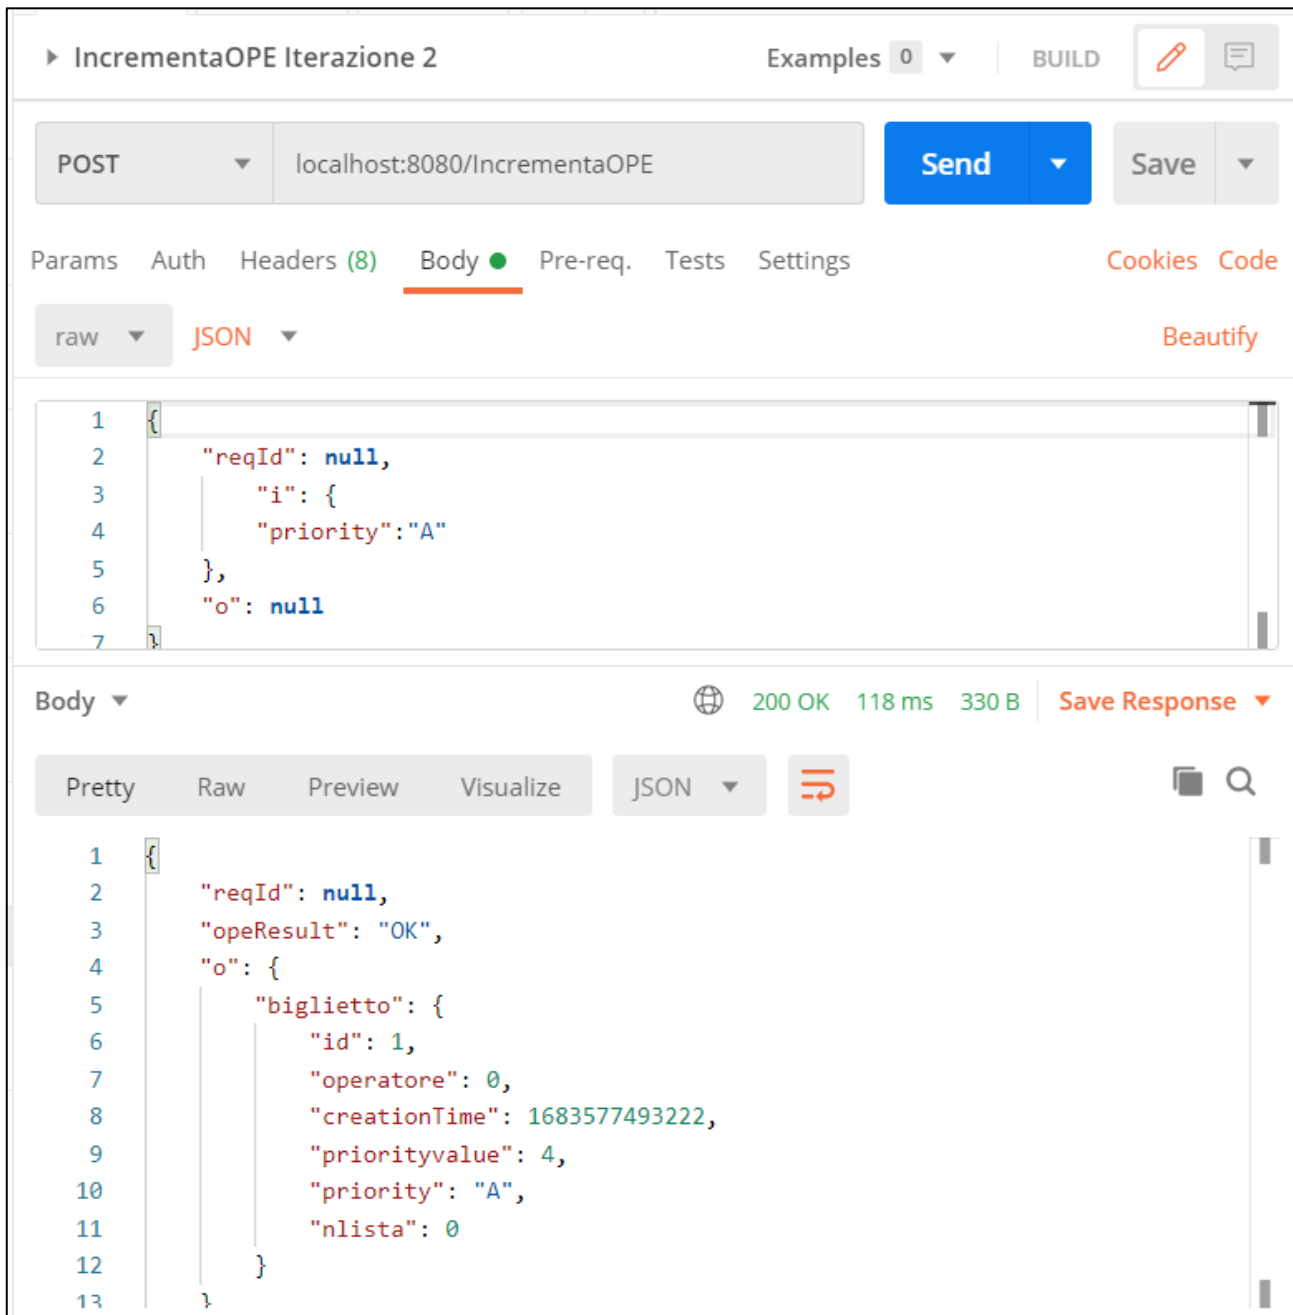 IncrementaOPE Iterazione 2 Examples 0 BUILD
POST localhost:8080/IncrementaOPE Send Save
Params Auth Headers (8) Body Pre-req. Tests Settings Cookies Code
raw JSON Beautify
1 {
2 "reqId": null,
3 "i": {
4 "priority":"A"
5 },
6 "o": null
7 }
Body 200 OK 118 ms 330 B Save Response
Pretty Raw Preview Visualize JSON
1 {
2 "reqId": null,
3 "opeResult": "OK",
4 "o": {
5 "biglietto": {
6 "id": 1,
7 "operatore": 0,
8 "creationTime": 1683577493222,
9 "priorityvalue": 4,
10 "priority": "A",
11 "nlista": 0
12 }
13 }